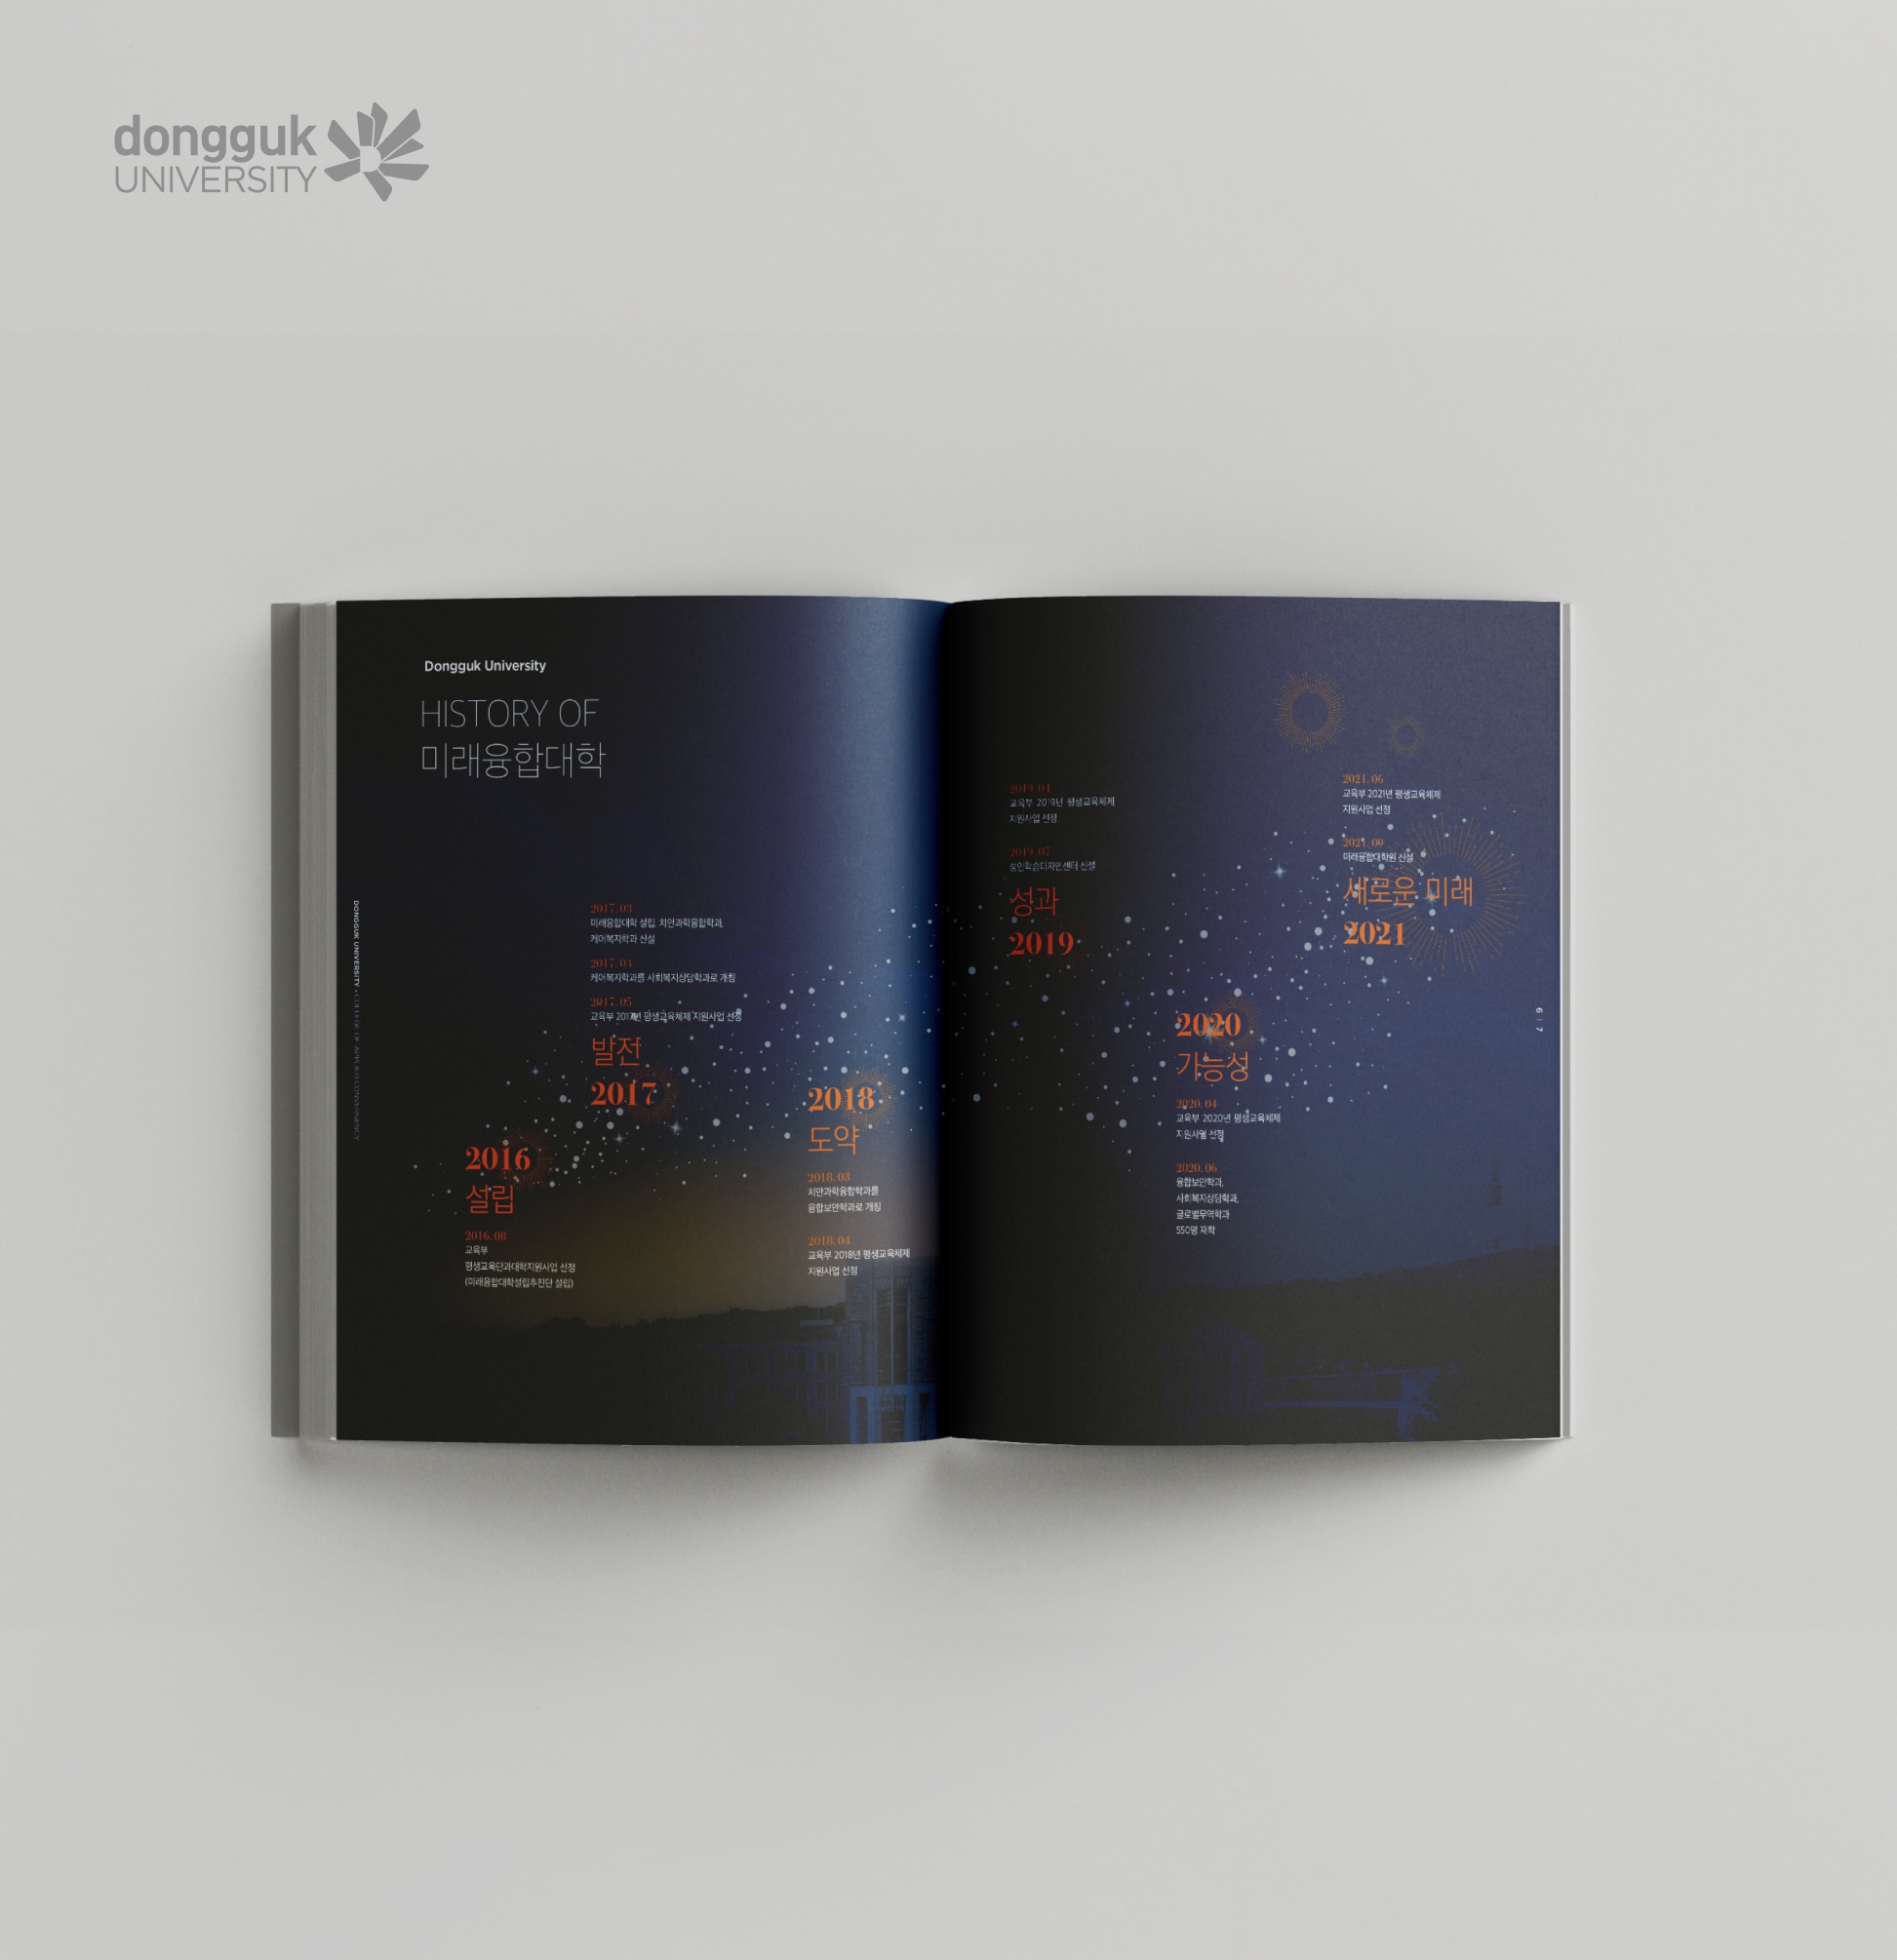 dongguk
UNIVERSITY
Dongguk University
HISTORY OF
미래융합대학
DONGGUK UNIVERSITY • COLLEGE OF APPLIED CONVERGENCY
2016
설립
2016. 08
교육부
평생교육단과대학지원사업 선정
(미래융합대학설립추진단 설립)
2017. 03
미래융합대학 설립, 치안과학융합학과,
케어복지학과 신설
2017. 04
케어복지학과를 사회복지상담학과로 개칭
2017. 05
교육부 2017년 평생교육체제 지원사업 선정
발전
2017
2018
도약
2018. 03
치안과학융합학과를
융합보안학과로 개칭
2018. 04
교육부 2018년 평생교육체제
지원사업 선정
2019. 04
교육부 2019년 평생교육체제
지원사업 선정
2019. 07
성인학습디자인센터 신설
성과
2019
2020
가능성
2020. 04
교육부 2020년 평생교육체제
지원사업 선정
2020. 06
융합보안학과,
사회복지상담학과,
글로벌무역학과
550명 재학
2021. 06
교육부 2021년 평생교육체제
지원사업 선정
2021. 09
미래융합대학원 신설
새로운 미래
2021
6 | 7